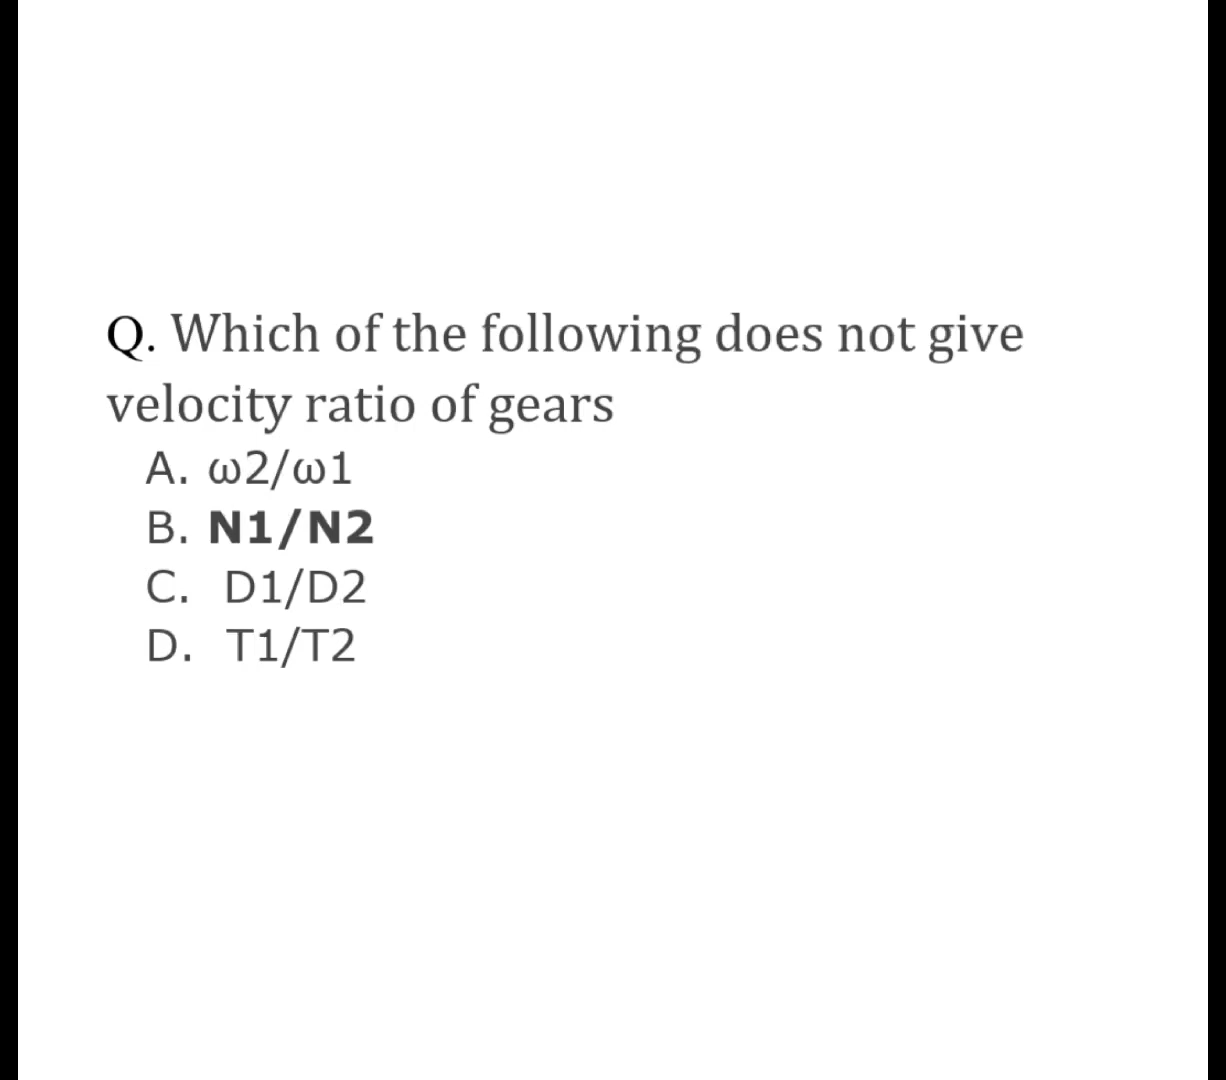 Q. Which of the following does not give
velocity ratio of gears
A. ω2/ω1
B. N1/N2
C. D1/D2
D. T1/T2